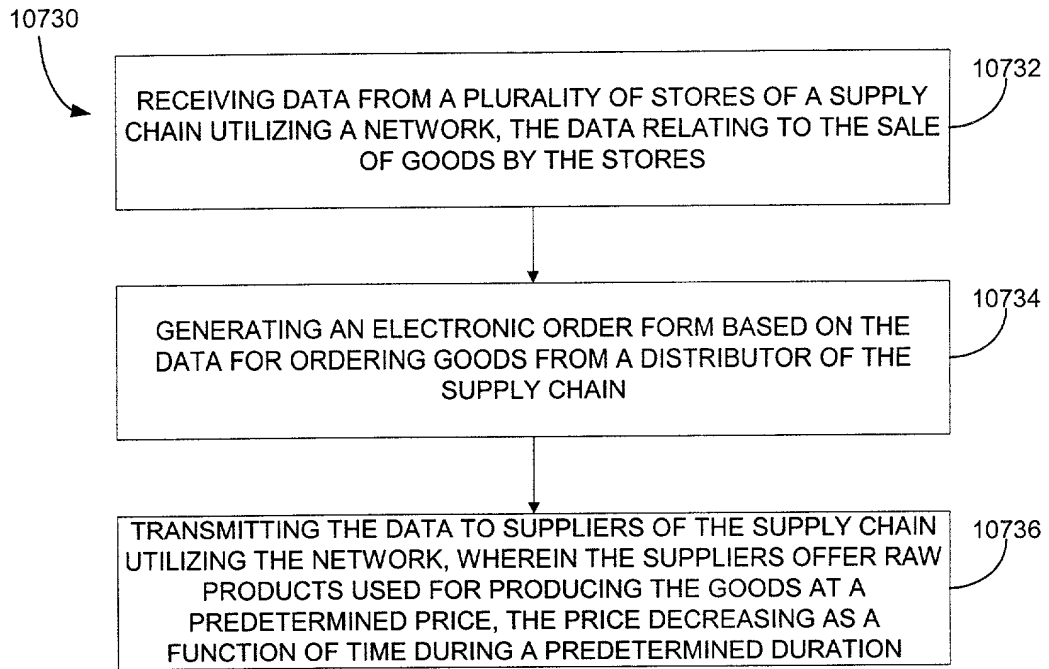 10730
RECEIVING DATA FROM A PLURALITY OF STORES OF A SUPPLY
CHAIN UTILIZING A NETWORK, THE DATA RELATING TO THE SALE
OF GOODS BY THE STORES
10732
GENERATING AN ELECTRONIC ORDER FORM BASED ON THE
DATA FOR ORDERING GOODS FROM A DISTRIBUTOR OF THE
SUPPLY CHAIN
10734
TRANSMITTING THE DATA TO SUPPLIERS OF THE SUPPLY CHAIN
UTILIZING THE NETWORK, WHEREIN THE SUPPLIERS OFFER RAW
PRODUCTS USED FOR PRODUCING THE GOODS AT A
PREDETERMINED PRICE, THE PRICE DECREASING AS A
FUNCTION OF TIME DURING A PREDETERMINED DURATION
10736